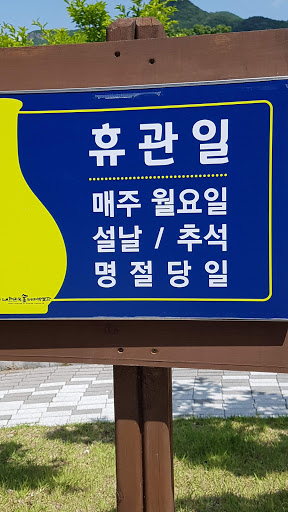 휴관일
매주 월요일
설날 / 추석
명절당일